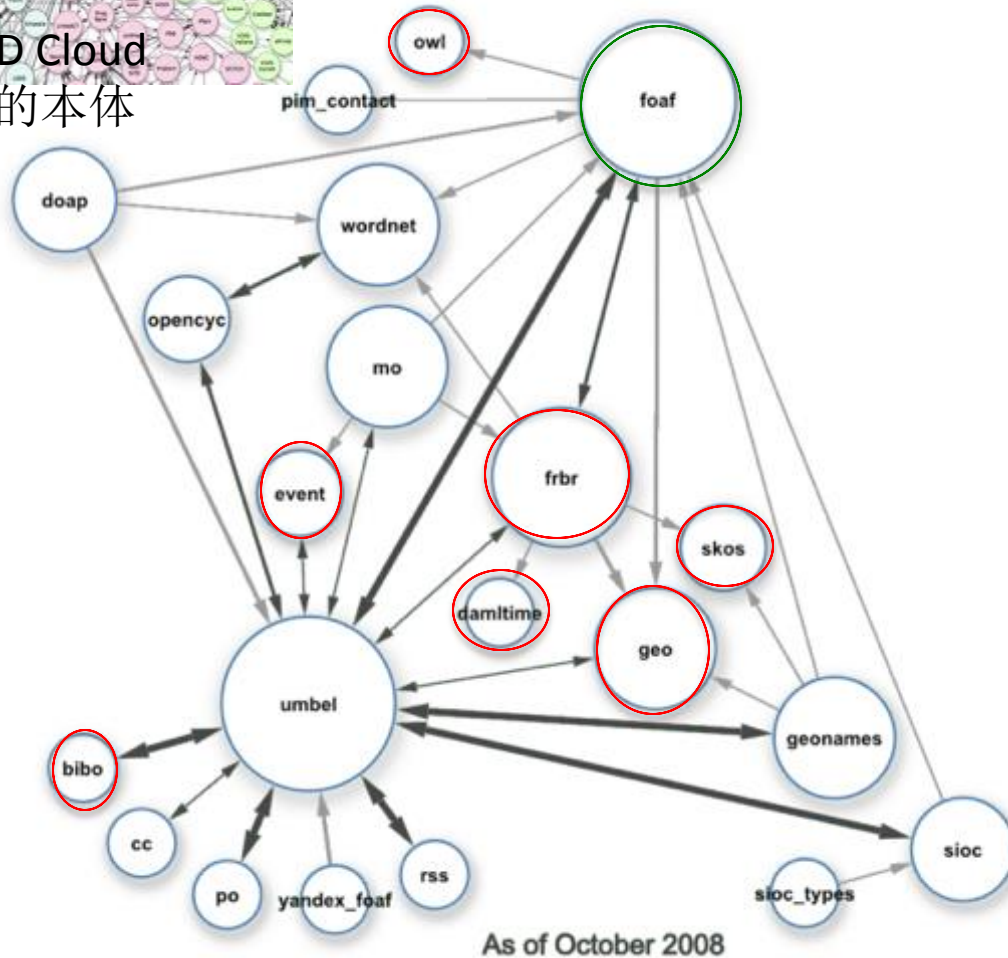 D Cloud
的本体
owl
pim_contact
foaf
doap
wordnet
opencyc
mo
event
frbr
skos
damltime
geo
umbel
geonames
bibo
cc
po
yandex_foaf
rss
sioc
sioc_types
As of October 2008